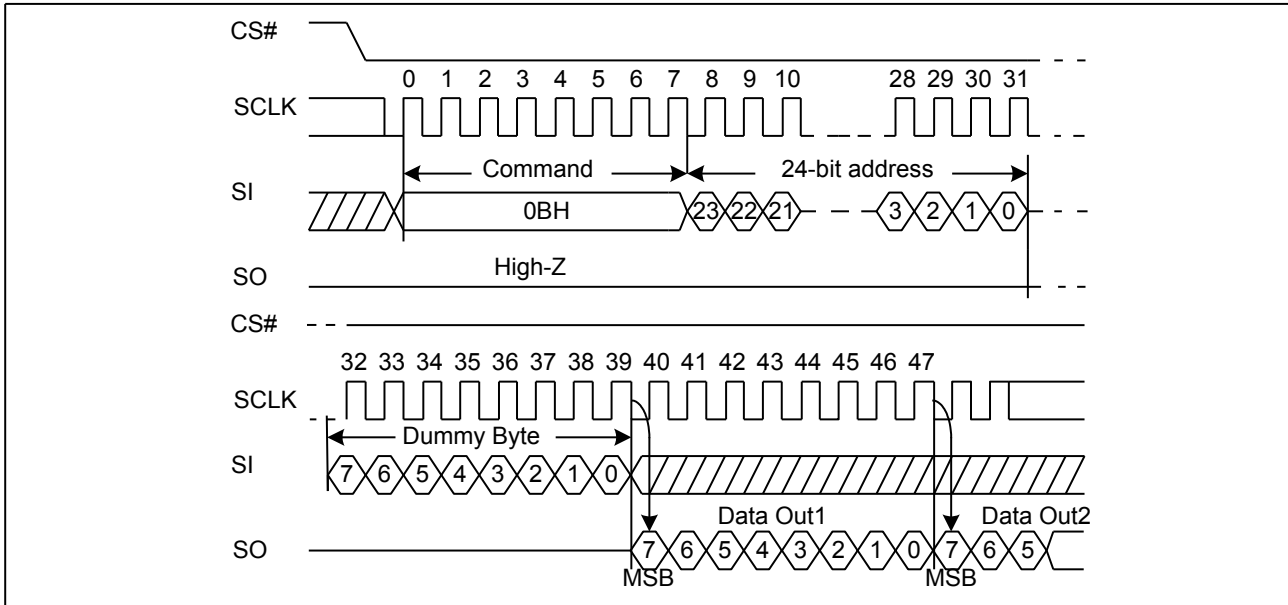 CS#
0 1 2 3 4 5 6 7 8 9 10 28 29 30 31
SCLK
Command 24-bit address
SI
0BH 23 22 21 3 2 1 0
High-Z
SO
CS#
32 33 34 35 36 37 38 39 40 41 42 43 44 45 46 47
SCLK
Dummy Byte
SI
7 6 5 4 3 2 1 0
Data Out1 Data Out2
SO
7 6 5 4 3 2 1 0 7 6 5
MSB MSB